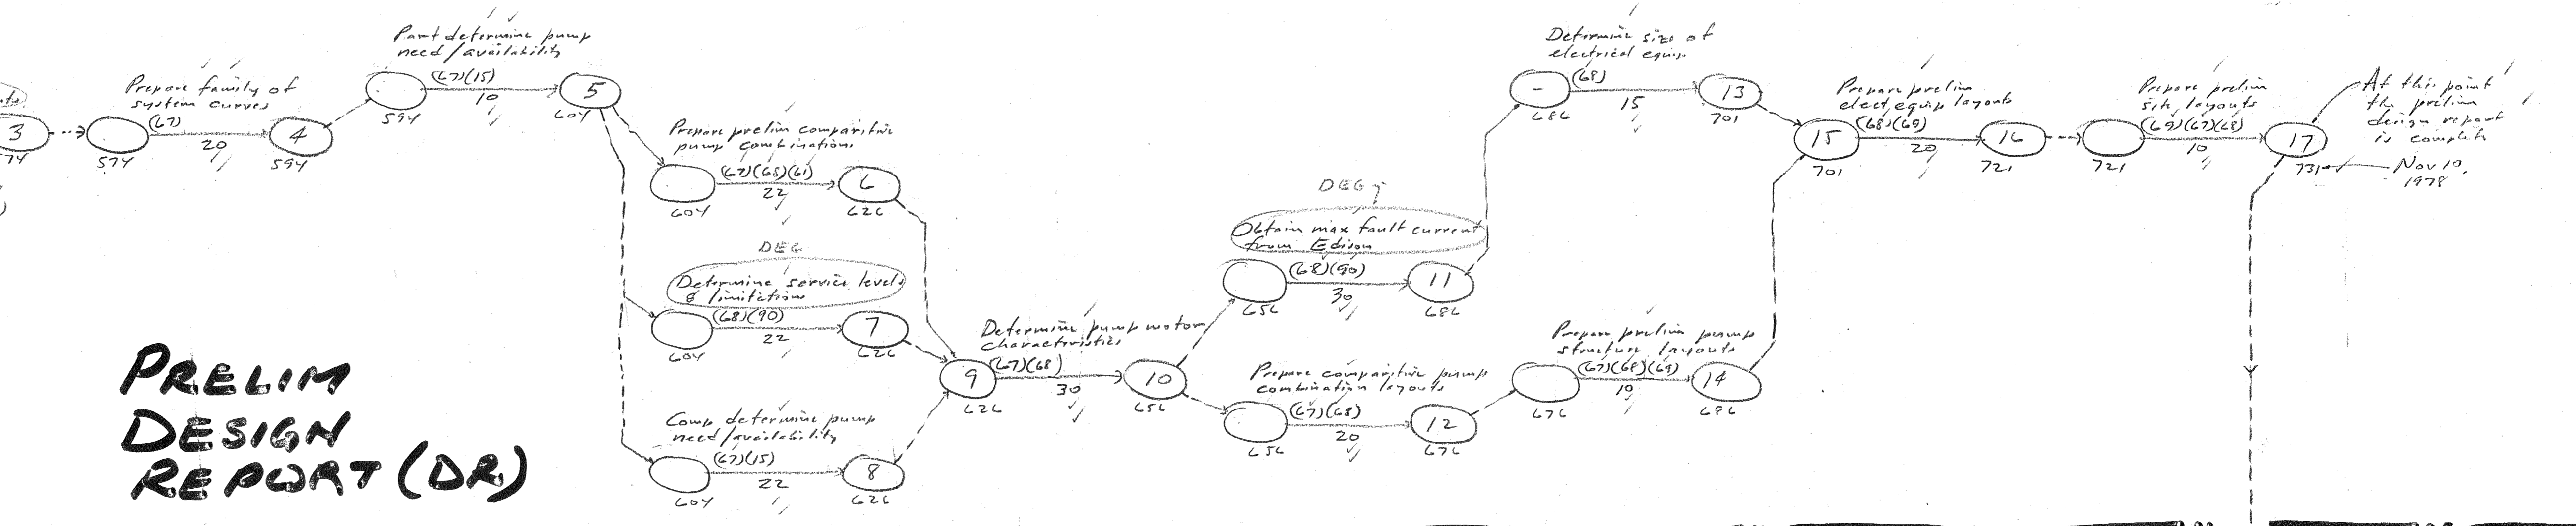 3
74
Prepare family of
system curves
(67)
20
574
4
594
Part determine pump
need/availability
(67)(15)
10
594
5
604
Prepare prelim comparitive
pump combinations
(67)(68)(61)
22
604
6
626
DEG
Determine service levels
& limitations
(68)(90)
22
604
7
626
Comp determine pump
need/availability
(67)(15)
22
604
8
626
Determine pump motor
characteristics
9
(67)(68)
30
626
10
656
DEG
Obtain max fault current
from Edison
(68)(90)
30
656
11
686
Prepare comparitive pump
combination layouts
(67)(68)
20
656
12
676
Determine size of
electrical equip.
-
(68)
15
686
13
701
Prepare prelim pump
structure layouts
(67)(68)(69)
10
676
14
686
Prepare prelim
elect, equip layouts
15
(68)(69)
20
701
16
721
Prepare prelim
site layouts
(69)(67)(68)
10
721
17
731
At this point
the prelim
design report
is complete
Nov 10,
1978
PRELIM
DESIGN
REPORT (DR)